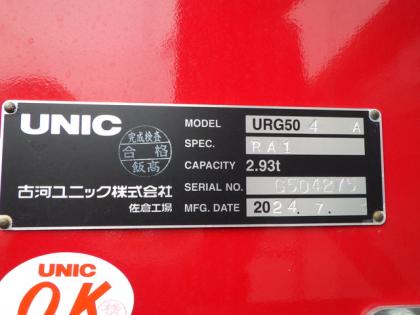 UNIC
完成検査
合格
飯高
古河ユニック株式会社
佐倉工場
MODEL URG50 4 A
SPEC. RA1
CAPACITY 2.93t
SERIAL NO. G504275
MFG. DATE 2024. 7.
UNIC
OK